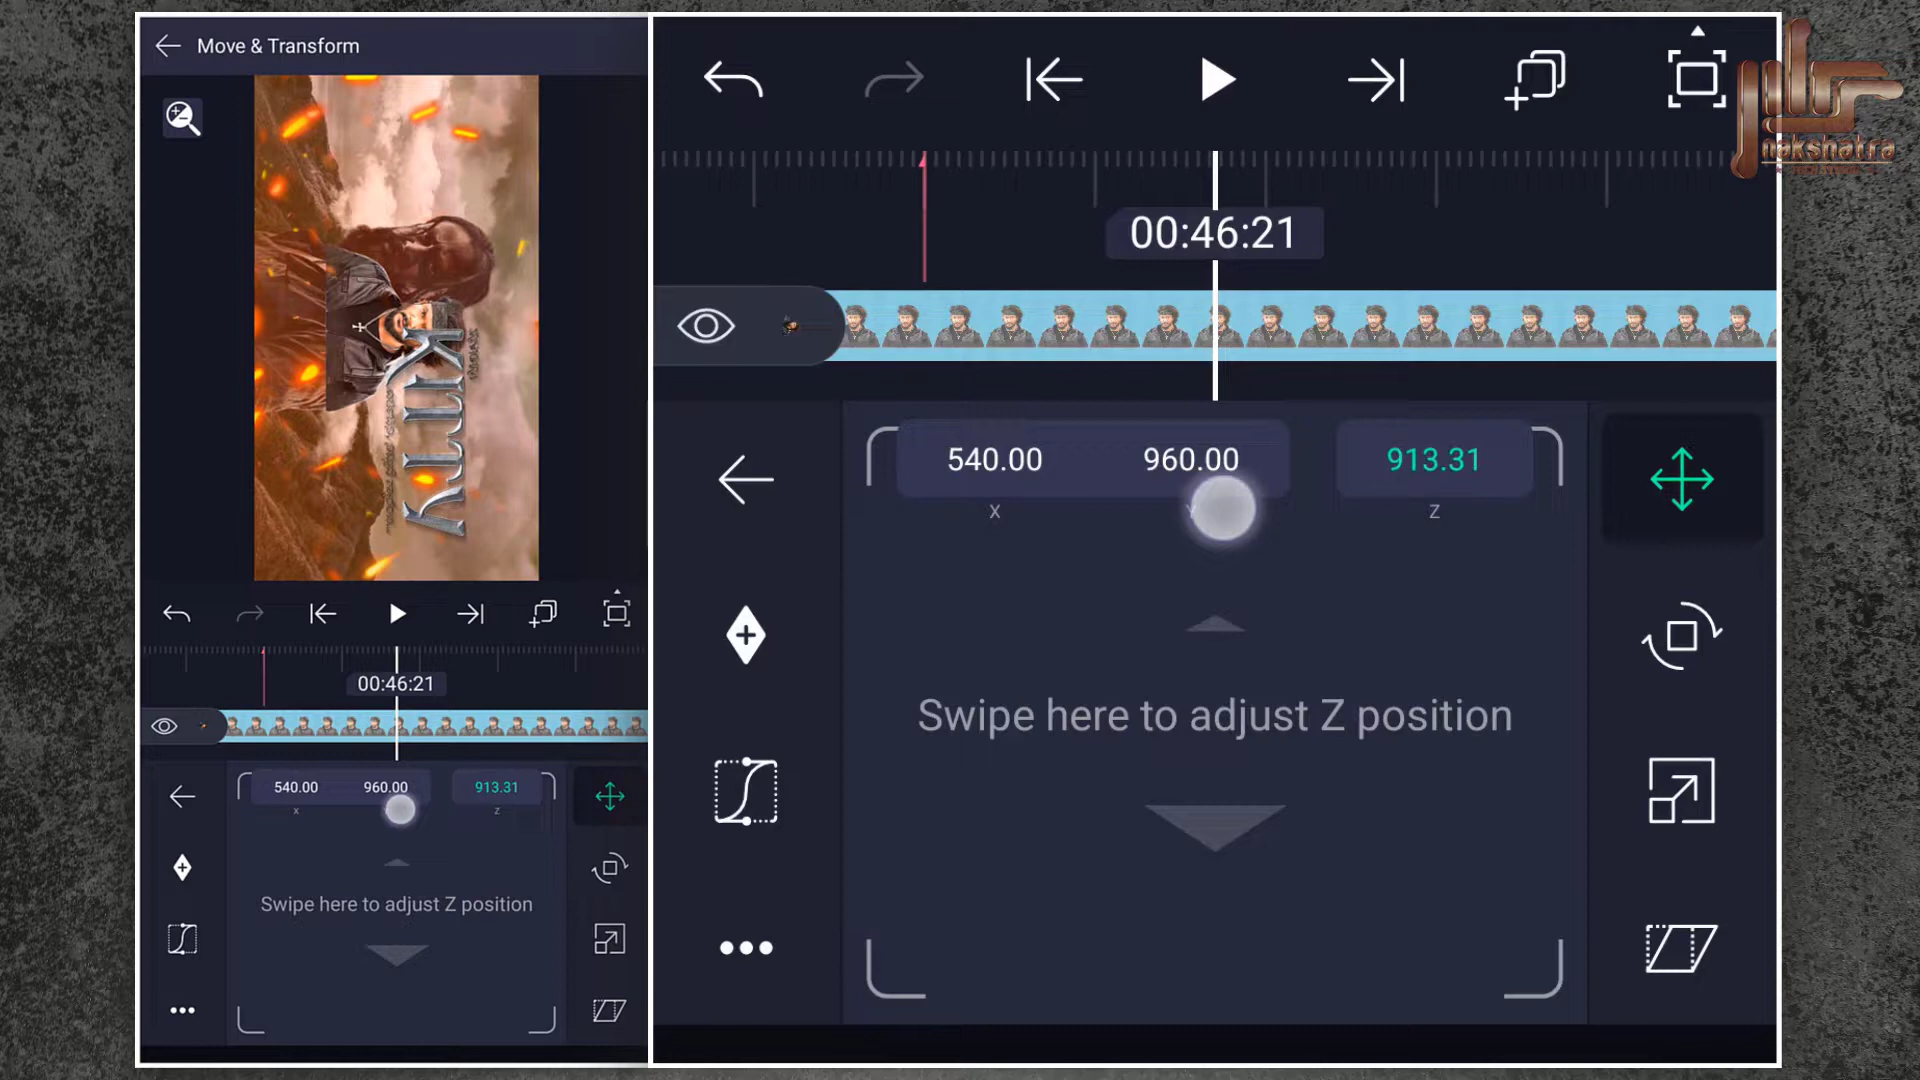 Move & Transform
KITTY
00:46:21
540.00
960.00
913.31
X
Z
Swipe here to adjust Z position
00:46:21
540.00
960.00
913.31
X
Y
Z
Swipe here to adjust Z position
nakshatra